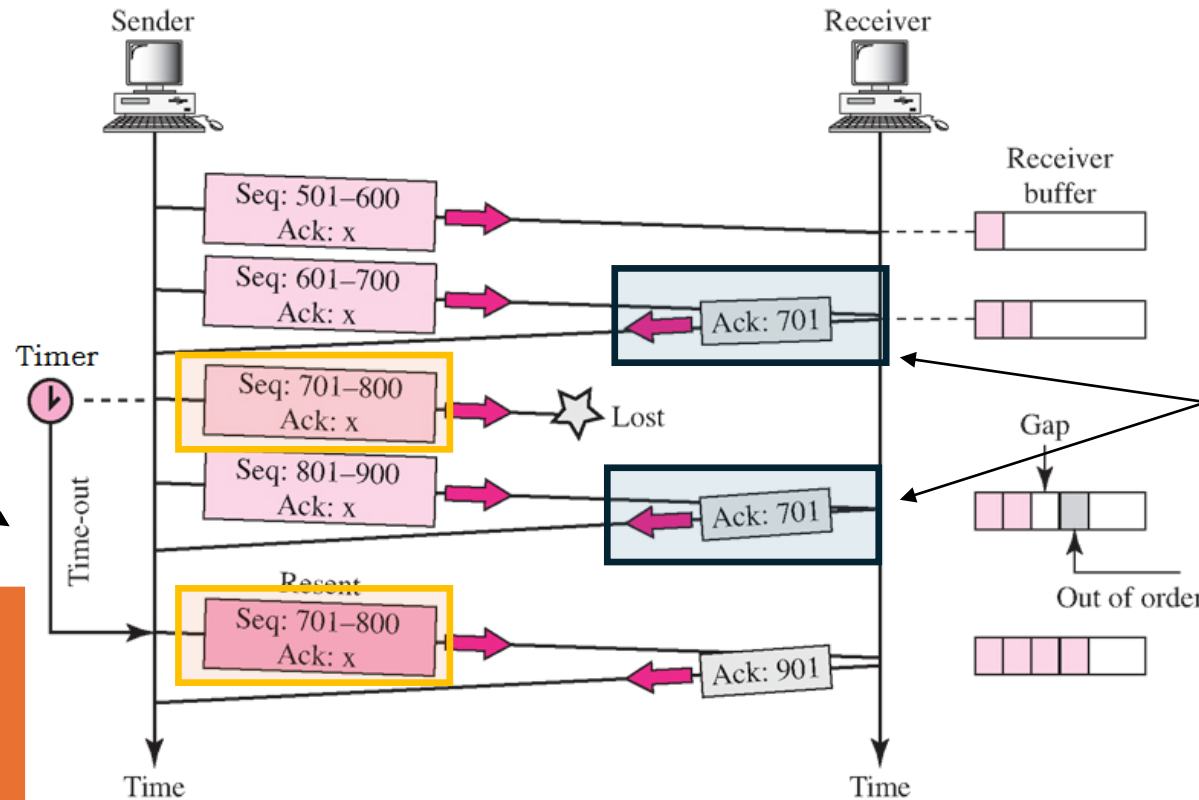 Sender
Receiver
Receiver
buffer
Seq: 501–600
Ack: x
Seq: 601–700
Ack: x
Ack: 701
Timer
Seq: 701–800
Ack: x
Lost
Gap
Seq: 801–900
Ack: x
Ack: 701
Time-out
Out of order
Resent
Seq: 701–800
Ack: x
Ack: 901
Time
Time